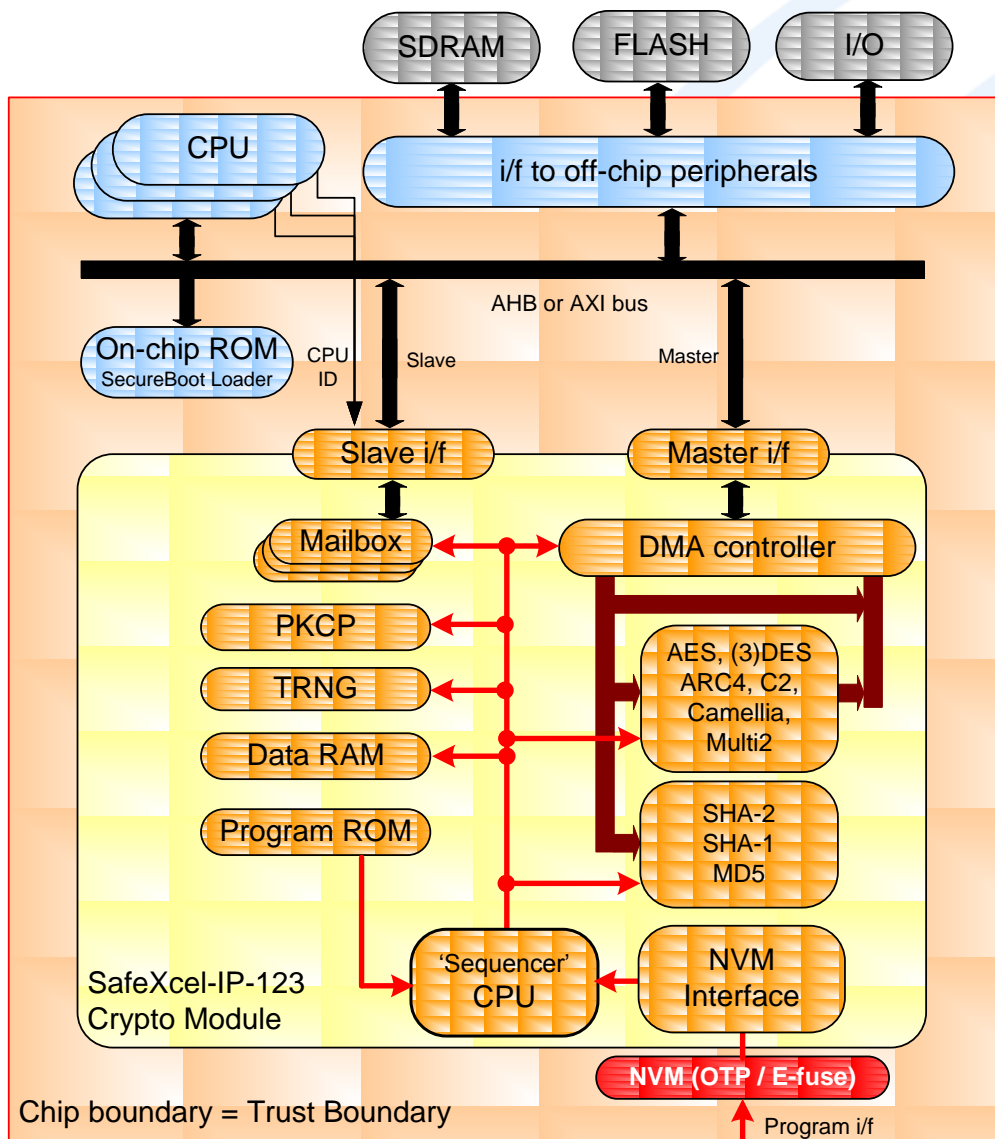 SDRAM
FLASH
I/O
CPU
i/f to off-chip peripherals
AHB or AXI bus
On-chip ROM
SecureBoot Loader
CPU
ID
Slave
Master
Slave i/f
Master i/f
Mailbox
DMA controller
PKCP
TRNG
Data RAM
Program ROM
AES, (3)DES
ARC4, C2,
Camellia,
Multi2
SHA-2
SHA-1
MD5
'Sequencer'
CPU
NVM
Interface
SafeXcel-IP-123
Crypto Module
NVM (OTP / E-fuse)
Chip boundary = Trust Boundary
Program i/f